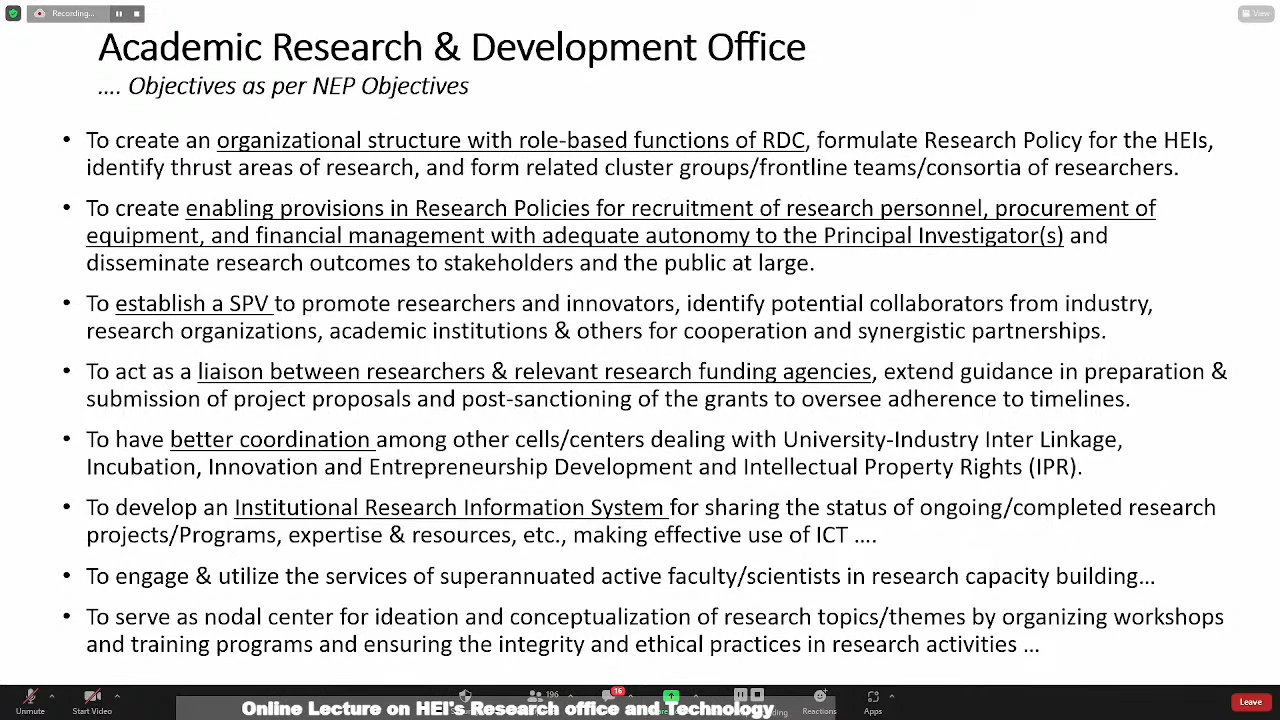 Recording...
View
Academic Research & Development Office
.... Objectives as per NEP Objectives
• To create an organizational structure with role-based functions of RDC, formulate Research Policy for the HEIs,
identify thrust areas of research, and form related cluster groups/frontline teams/consortia of researchers.
• To create enabling provisions in Research Policies for recruitment of research personnel, procurement of
equipment, and financial management with adequate autonomy to the Principal Investigator(s) and
disseminate research outcomes to stakeholders and the public at large.
• To establish a SPV to promote researchers and innovators, identify potential collaborators from industry,
research organizations, academic institutions & others for cooperation and synergistic partnerships.
• To act as a liaison between researchers & relevant research funding agencies, extend guidance in preparation &
submission of project proposals and post-sanctioning of the grants to oversee adherence to timelines.
• To have better coordination among other cells/centers dealing with University-Industry Inter Linkage,
Incubation, Innovation and Entrepreneurship Development and Intellectual Property Rights (IPR).
• To develop an Institutional Research Information System for sharing the status of ongoing/completed research
projects/Programs, expertise & resources, etc., making effective use of ICT ....
• To engage & utilize the services of superannuated active faculty/scientists in research capacity building...
• To serve as nodal center for ideation and conceptualization of research topics/themes by organizing workshops
and training programs and ensuring the integrity and ethical practices in research activities ...
196
16
Unmute
Start Video
Reactions
Apps
Leave
Online Lecture on HEI's Research office and Technology